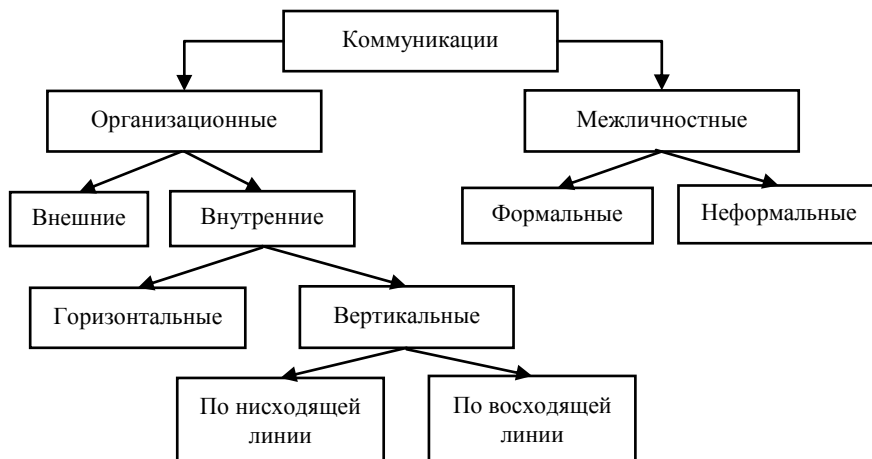 Коммуникации
Организационные
Межличностные
Внешние
Внутренние
Формальные
Неформальные
Горизонтальные
Вертикальные
По нисходящей
линии
По восходящей
линии